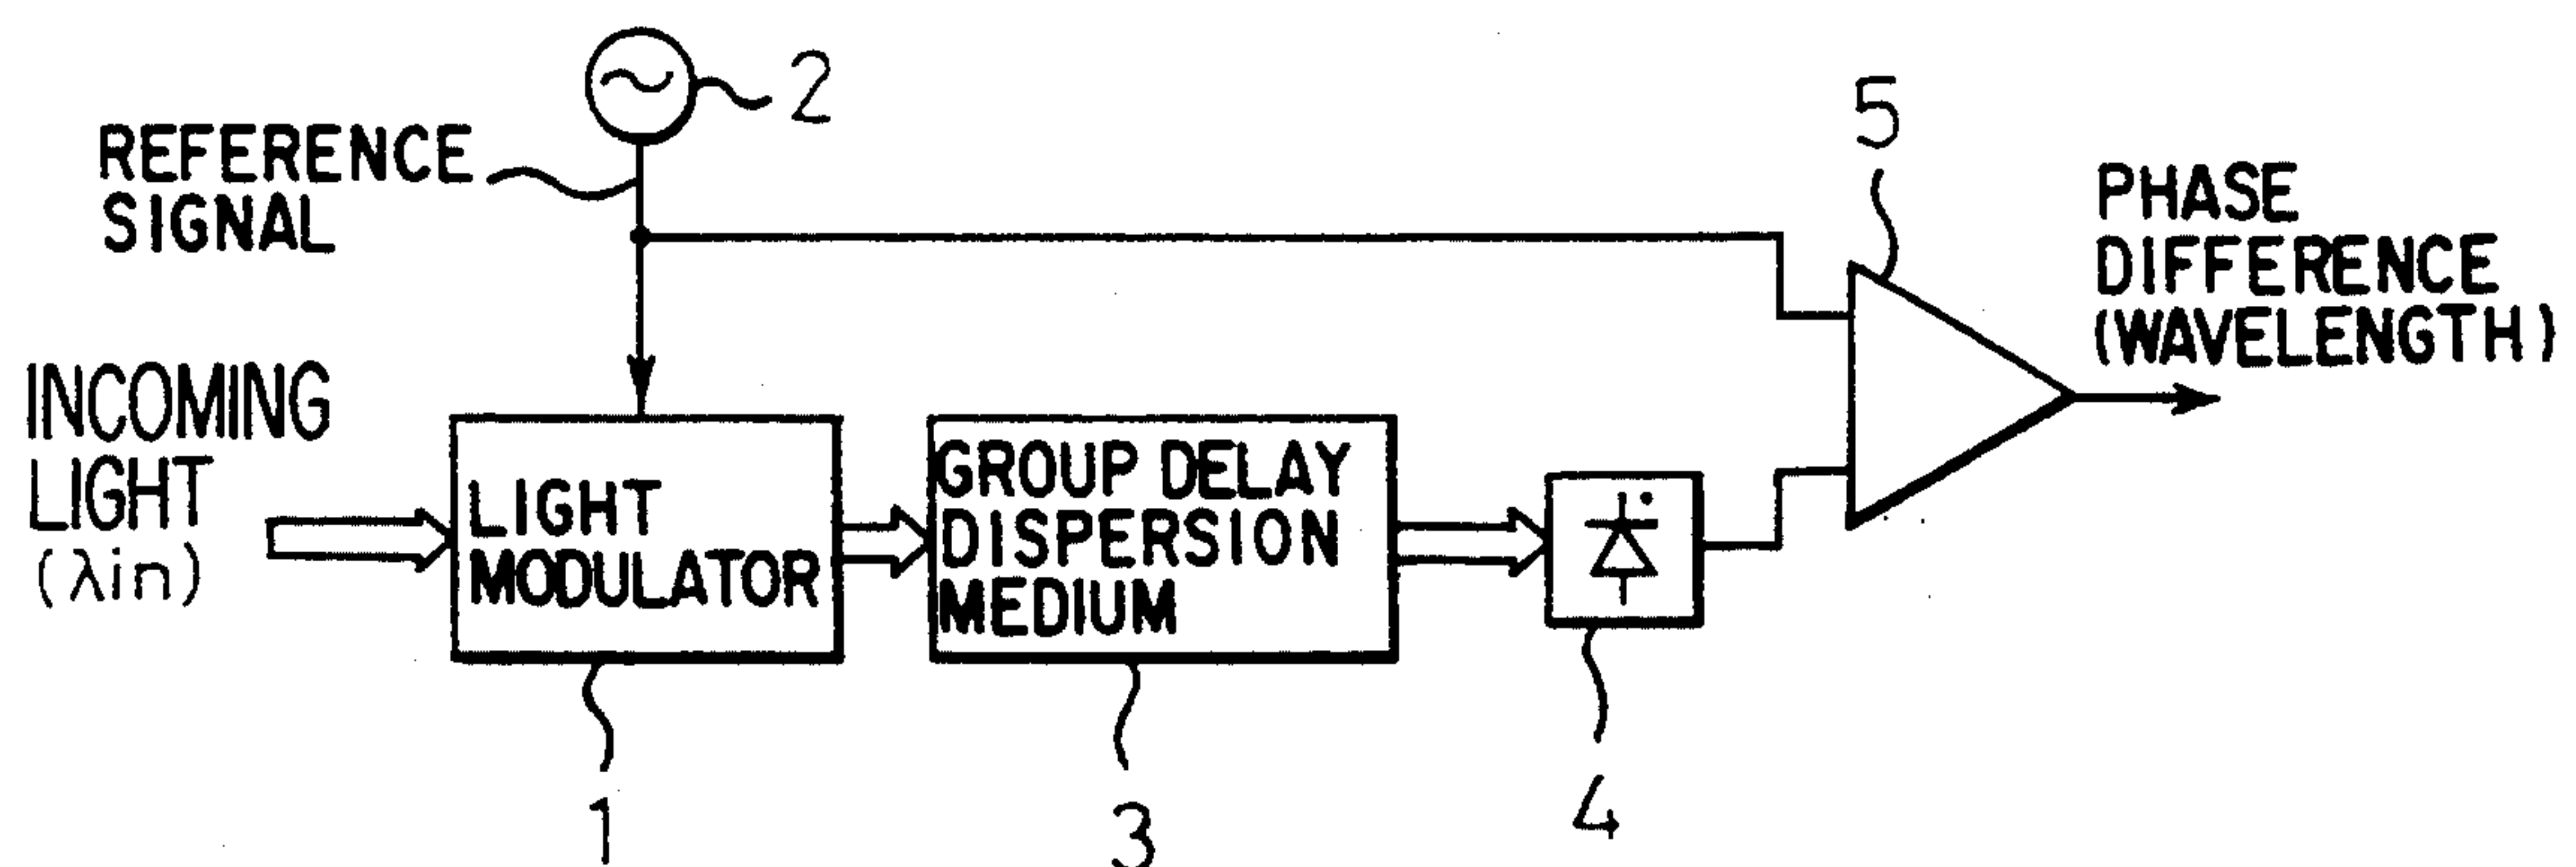 2
REFERENCE
SIGNAL
5
PHASE
DIFFERENCE
(WAVELENGTH)
INCOMING
LIGHT
(λin)
LIGHT
MODULATOR
GROUP DELAY
DISPERSION
MEDIUM
1
3
4